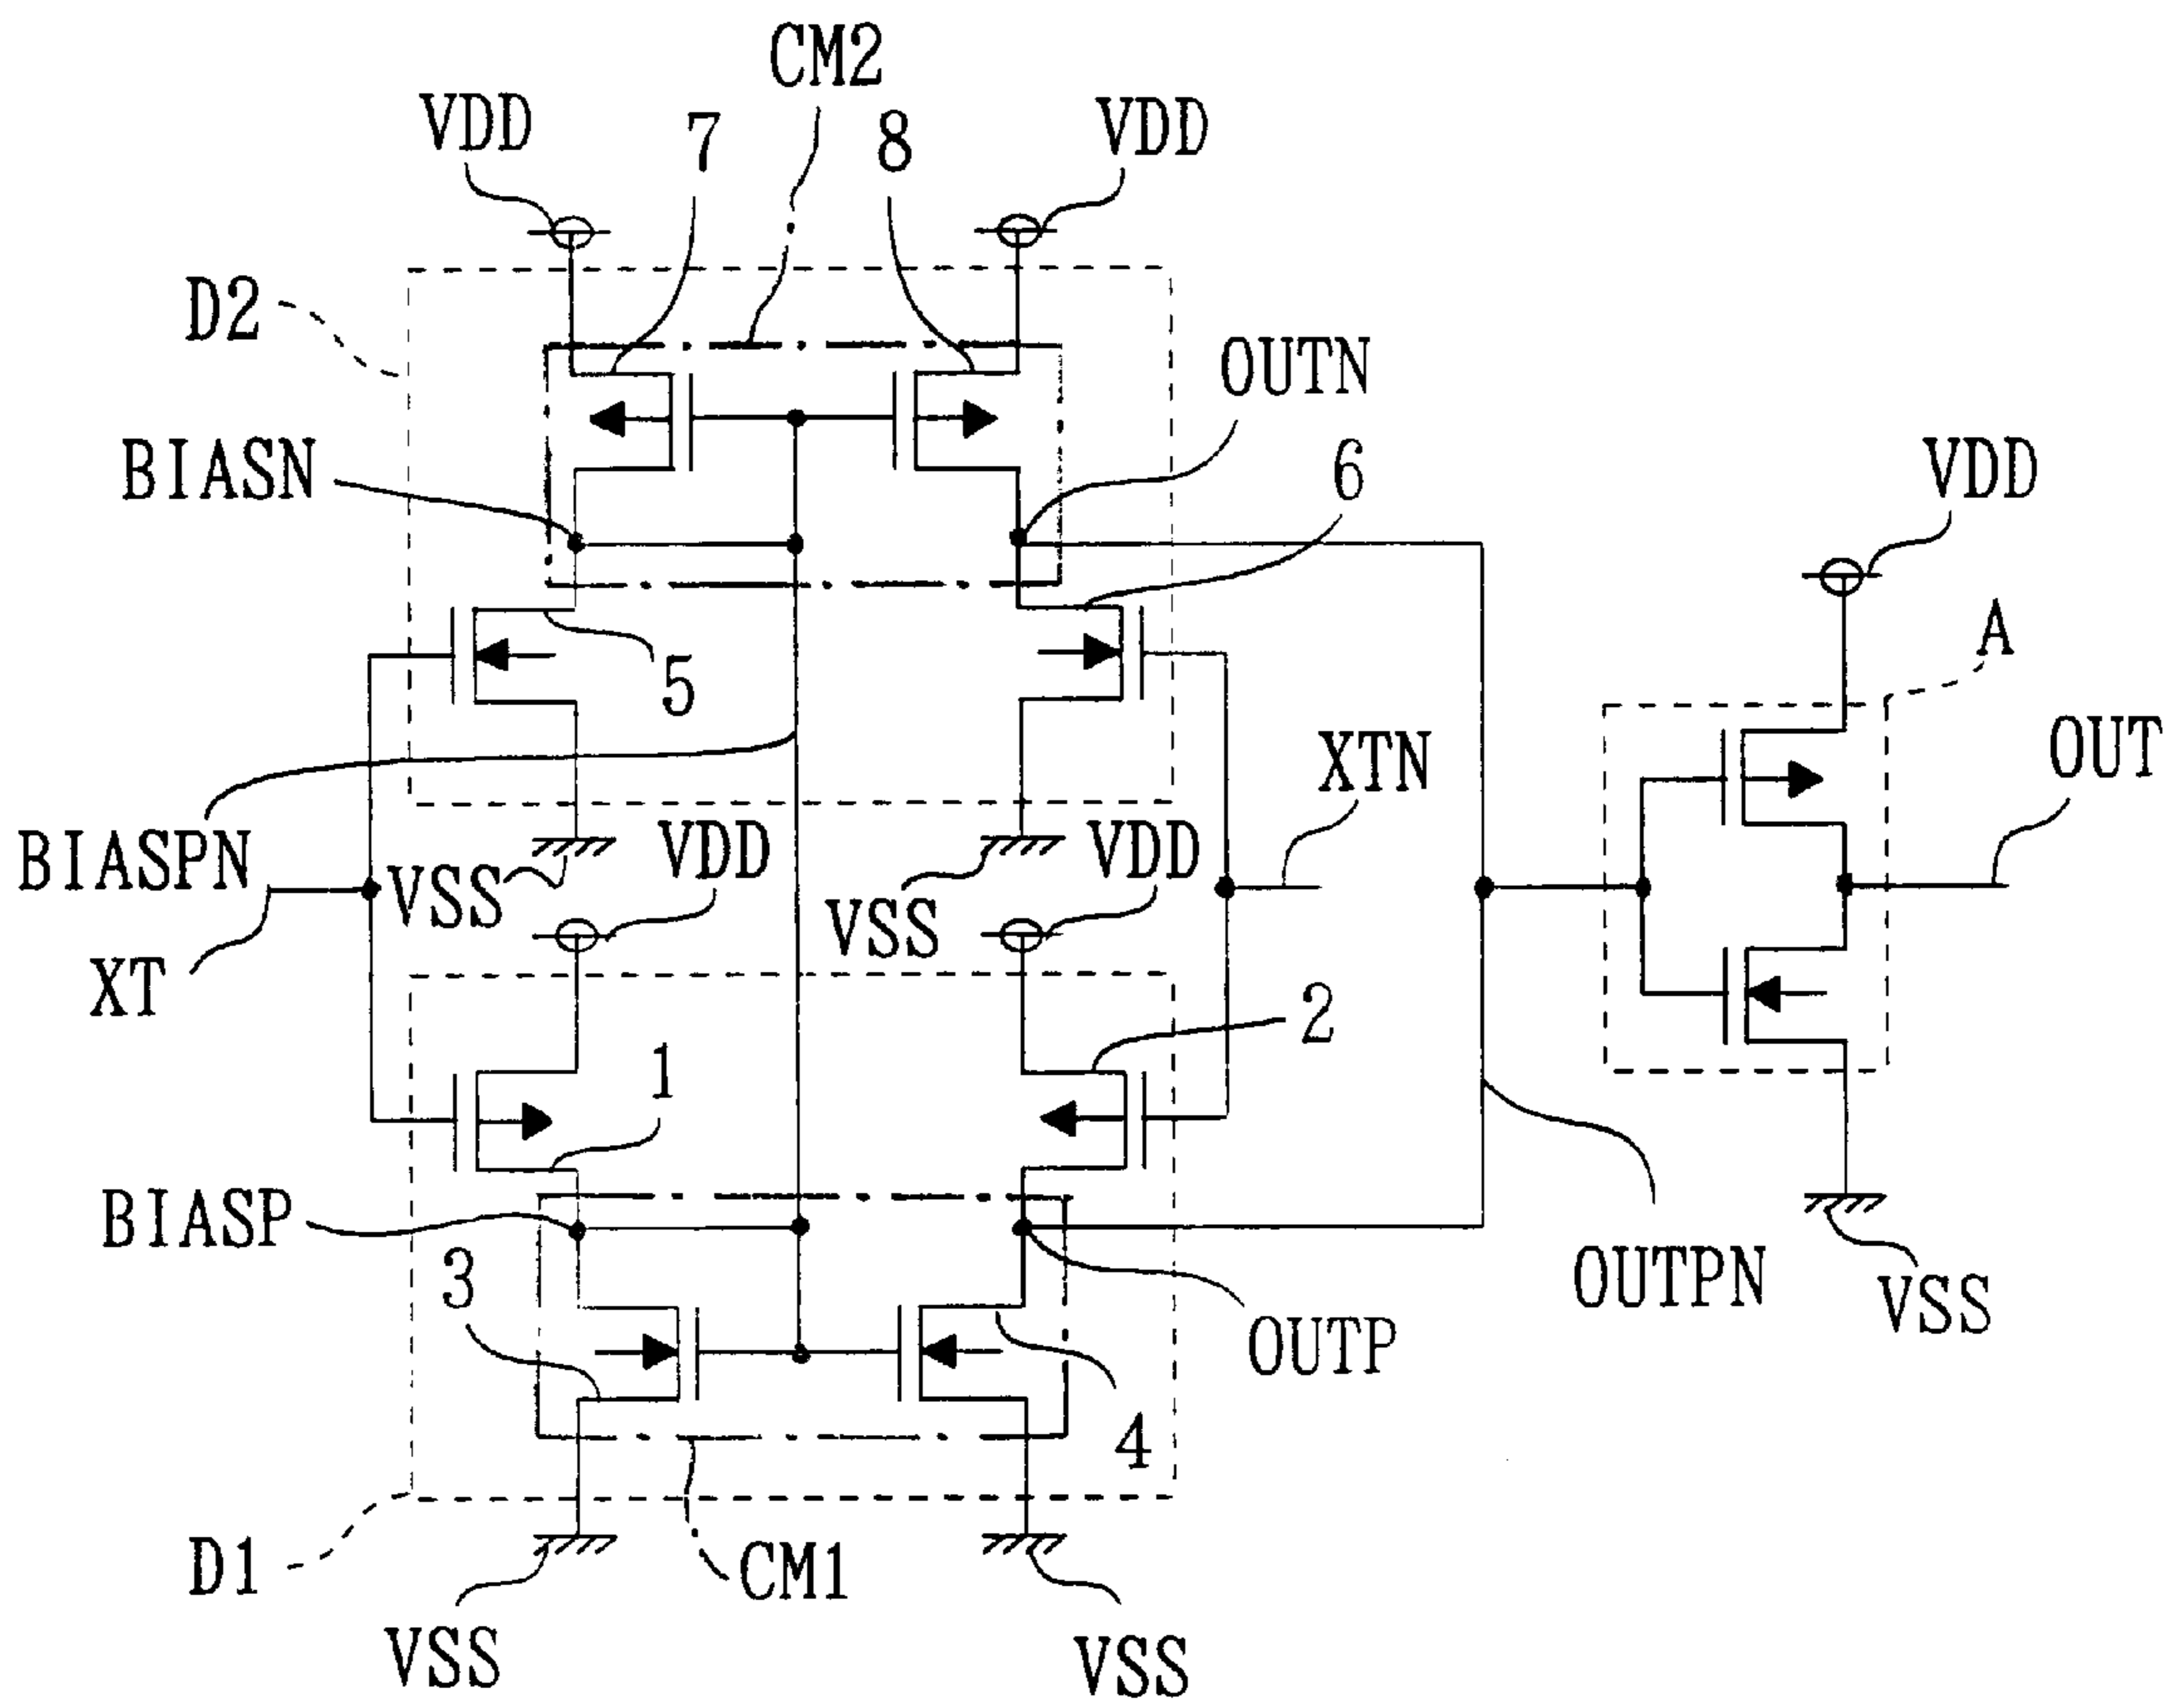 CM2
VDD
7
8
VDD
D2
OUTN
BIASN
6
VDD
A
5
XTN
OUT
BIASPN
VSS
VDD
VSS
VDD
XT
2
1
BIASP
3
OUTPN
VSS
OUTP
4
D1
CM1
VSS
VSS